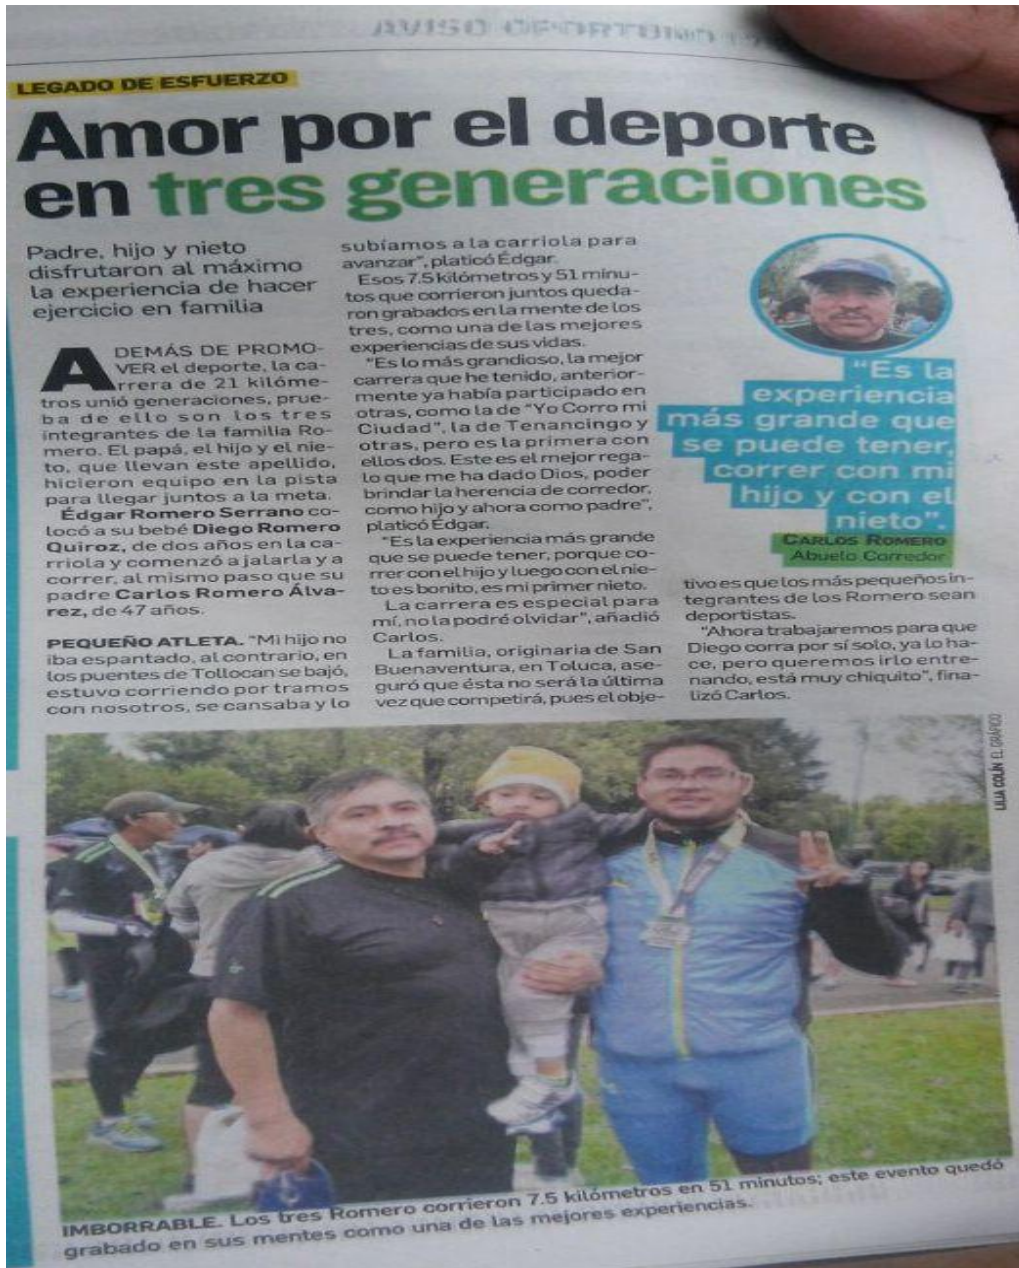 LEGADO DE ESFUERZO
Amor por el deporte
en tres generaciones
Padre, hijo y nieto
disfrutaron al máximo
la experiencia de hacer
ejercicio en familia
ADEMÁS DE PROMO-
VER el deporte, la ca-
rrera de 21 kilóme-
tros unió generaciones, prue-
ba de ello son los tres
integrantes de la familia Ro-
mero. El papá, el hijo y el nie-
to, que llevan este apellido,
hicieron equipo en la pista
para llegar juntos a la meta.
Édgar Romero Serrano co-
locó a su bebé Diego Romero
Quiroz, de dos años en la ca-
rriola y comenzó a jalarla y a
correr, al mismo paso que su
padre Carlos Romero Álva-
rez, de 47 años.
PEQUEÑO ATLETA. "Mi hijo no
iba espantado, al contrario, en
los puentes de Tollocan se bajó,
estuvo corriendo por tramos
con nosotros, se cansaba y lo
subíamos a la carriola para
avanzar", platicó Édgar.
Esos 7.5 kilómetros y 51 minu-
tos que corrieron juntos queda-
ron grabados en la mente de los
tres, como una de las mejores
experiencias de sus vidas.
"Es lo más grandioso, la mejor
carrera que he tenido, anterior-
mente ya había participado en
otras, como la de "Yo Corro mi
Ciudad", la de Tenancingo y
otras, pero es la primera con
ellos dos. Este es el mejor rega-
lo que me ha dado Dios, poder
brindar la herencia de corredor,
como hijo y ahora como padre",
platicó Édgar.
"Es la experiencia más grande
que se puede tener, porque co-
rrer con el hijo y luego con el nie-
to es bonito, es mi primer nieto.
La carrera es especial para
mí, no la podré olvidar", añadió
Carlos.
La familia, originaria de San
Buenaventura, en Toluca, ase-
guró que ésta no será la última
vez que competirá, pues el obje-
"Es la
experiencia
más grande que
se puede tener,
correr con mi
hijo y con el
nieto".
CARLOS ROMERO
Abuelo Corredor
tivo es que los más pequeños in-
tegrantes de los Romero sean
deportistas.
"Ahora trabajaremos para que
Diego corra por sí solo, ya lo ha-
ce, pero queremos irlo entre-
nando, está muy chiquito", fina-
lizó Carlos.
LILIA COLÍN EL GRÁFICO
IMBORRABLE. Los tres Romero corrieron 7.5 kilómetros en 51 minutos; este evento quedó
grabado en sus mentes como una de las mejores experiencias.